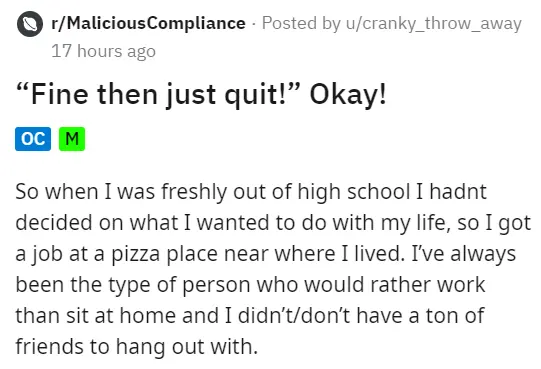 r/MaliciousCompliance · Posted by u/cranky_throw_away
17 hours ago
“Fine then just quit!” Okay!
OC M
So when I was freshly out of high school I hadnt
decided on what I wanted to do with my life, so I got
a job at a pizza place near where I lived. I’ve always
been the type of person who would rather work
than sit at home and I didn’t/don’t have a ton of
friends to hang out with.